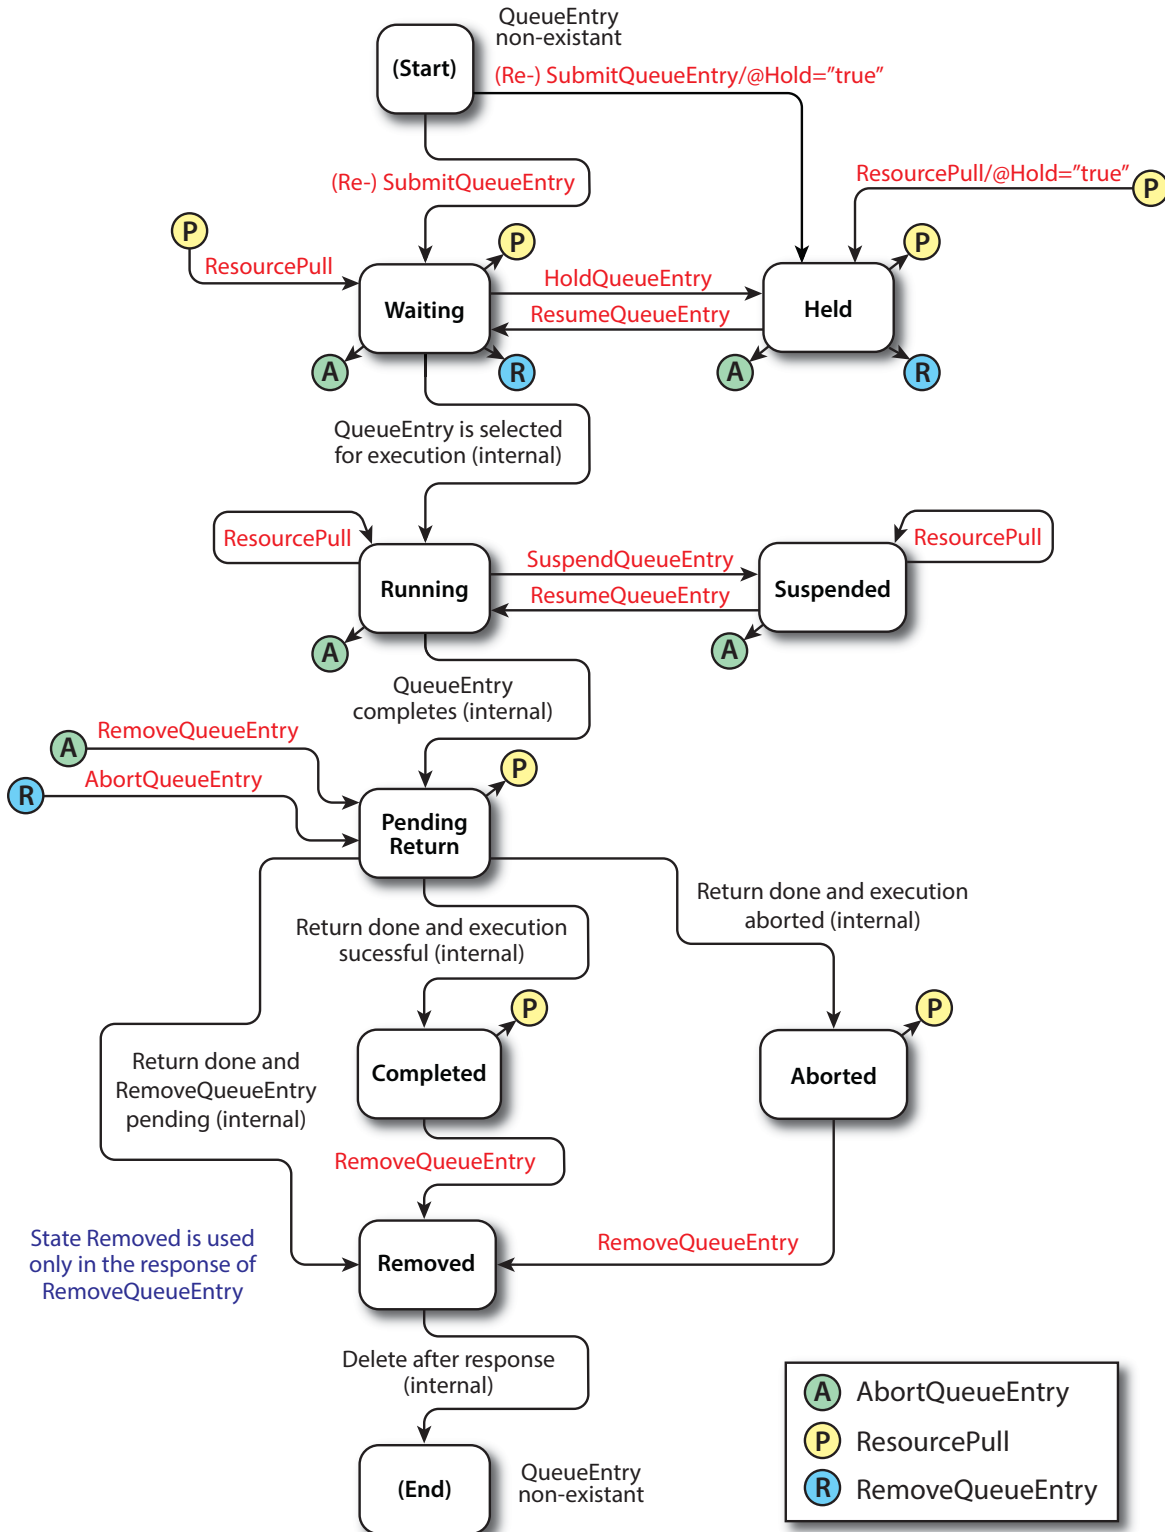 QueueEntry
non-existant
(Start)
(Re-) SubmitQueueEntry/@Hold="true"
(Re-) SubmitQueueEntry
ResourcePull/@Hold="true"
P
P
P
P
ResourcePull
HoldQueueEntry
Waiting
Held
ResumeQueueEntry
A
R
A
R
QueueEntry is selected
for execution (internal)
ResourcePull
ResourcePull
SuspendQueueEntry
Running
Suspended
ResumeQueueEntry
A
A
QueueEntry
completes (internal)
RemoveQueueEntry
A
P
AbortQueueEntry
R
Pending
Return
Return done and execution
aborted (internal)
Return done and execution
sucessful (internal)
P
P
Return done and
RemoveQueueEntry
pending (internal)
Completed
Aborted
RemoveQueueEntry
State Removed is used
only in the response of
RemoveQueueEntry
RemoveQueueEntry
Removed
Delete after response
(internal)
(End)
QueueEntry
non-existant
A AbortQueueEntry
P ResourcePull
R RemoveQueueEntry